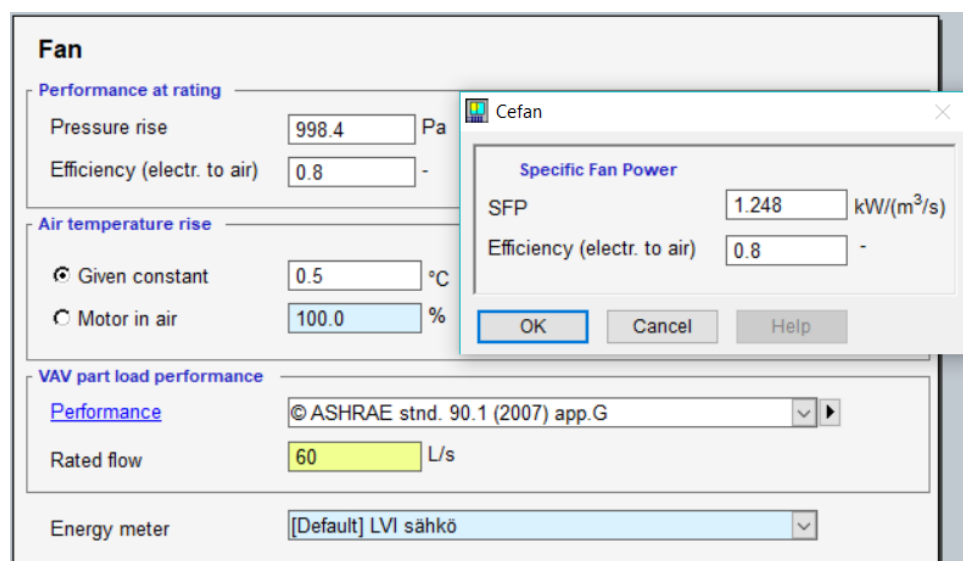 Fan
Performance at rating
Pressure rise 998.4 Pa
Efficiency (electr. to air) 0.8 -
Cefan
Specific Fan Power
SFP 1.248 kW/(m³/s)
Efficiency (electr. to air) 0.8 -
OK Cancel Help
Air temperature rise
Given constant 0.5 °C
Motor in air 100.0 %
VAV part load performance
Performance © ASHRAE stnd. 90.1 (2007) app.G
Rated flow 60 L/s
Energy meter [Default] LVI sähkö